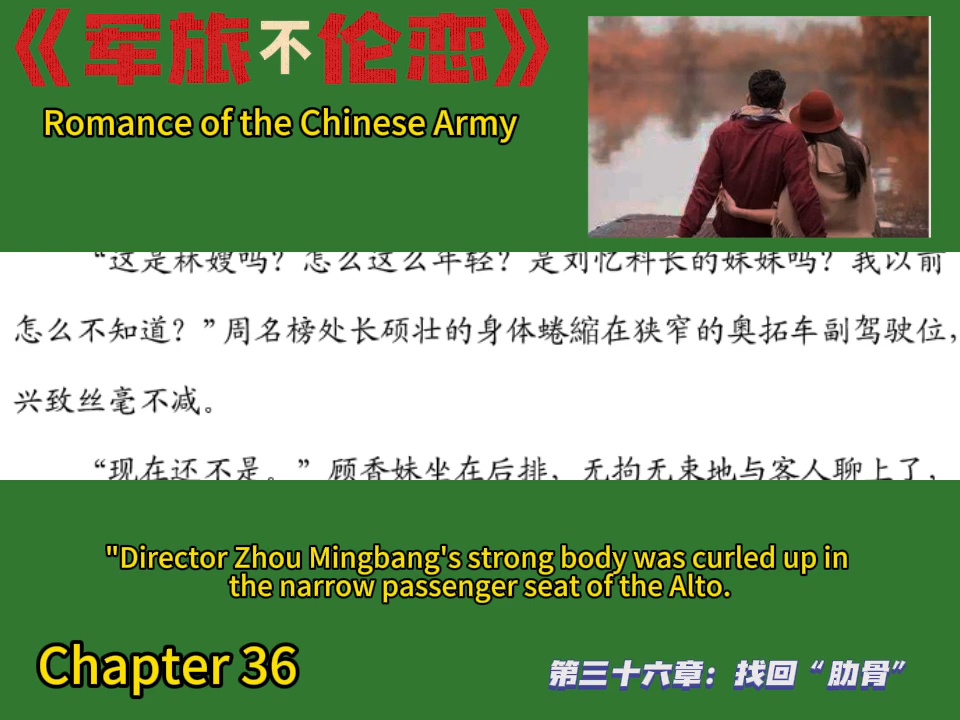 《军旅不伦恋》
Romance of the Chinese Army
“这是林嫂吗？怎么这么年轻？是刘忆科长的妹妹吗？我以前
怎么不知道？”周名榜处长硕壮的身体蜷縮在狭窄的奥拓车副驾驶位，
兴致丝毫不减。
“现在还不是。”顾香妹坐在后排，无拘无束地与客人聊上了，
"Director Zhou Mingbang's strong body was curled up in
the narrow passenger seat of the Alto.
Chapter 36
第三十六章：找回“肋骨”